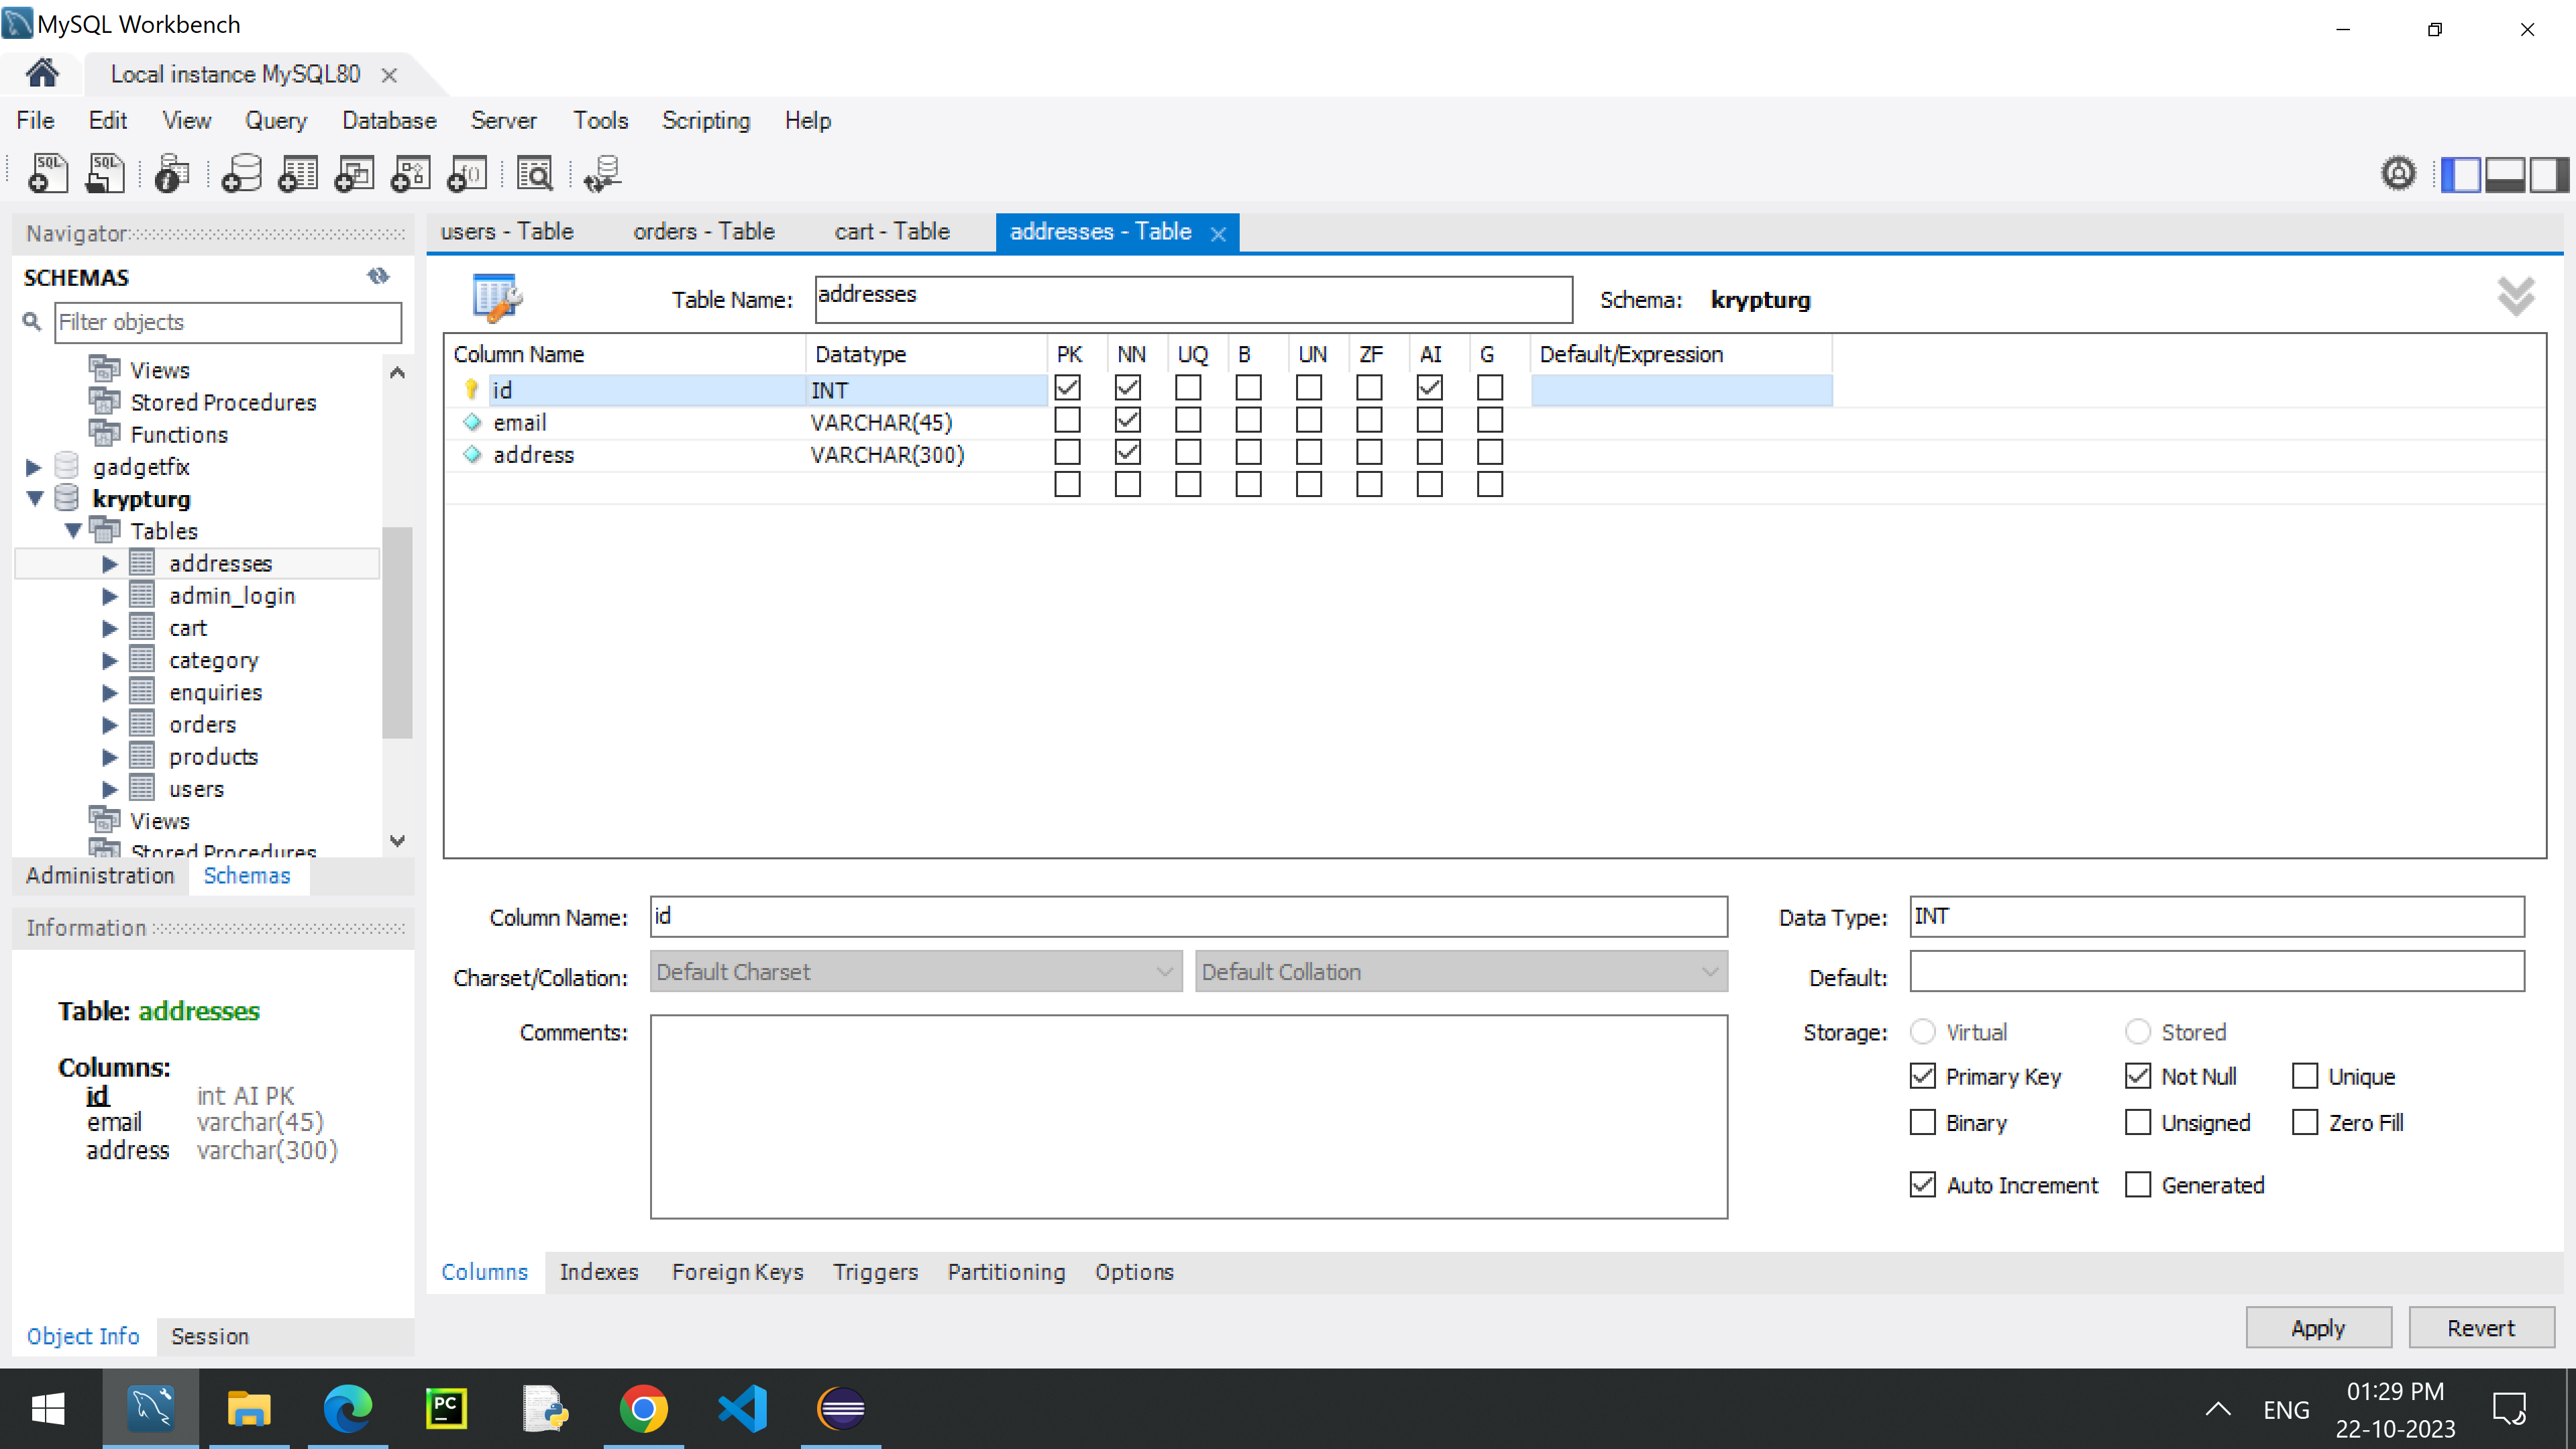 MySQL Workbench
Local instance MySQL80
File Edit View Query Database Server Tools Scripting Help
Navigator
SCHEMAS
Filter objects
Views
Stored Procedures
Functions
gadgetfix
krypturg
Tables
addresses
admin_login
cart
category
enquiries
orders
products
users
Views
Stored Procedures
Administration Schemas
Information
Table: addresses
Columns:
id int AI PK
email varchar(45)
address varchar(300)
Object Info Session
users - Table orders - Table cart - Table addresses - Table
Table Name: addresses Schema: krypturg
Column Name Datatype PK NN UQ B UN ZF AI G Default/Expression
id INT
email VARCHAR(45)
address VARCHAR(300)
Column Name: id Data Type: INT
Charset/Collation: Default Charset Default Collation Default:
Comments: Storage: Virtual Stored
Primary Key Not Null Unique
Binary Unsigned Zero Fill
Auto Increment Generated
Columns Indexes Foreign Keys Triggers Partitioning Options
Apply Revert
ENG
01:29 PM
22-10-2023